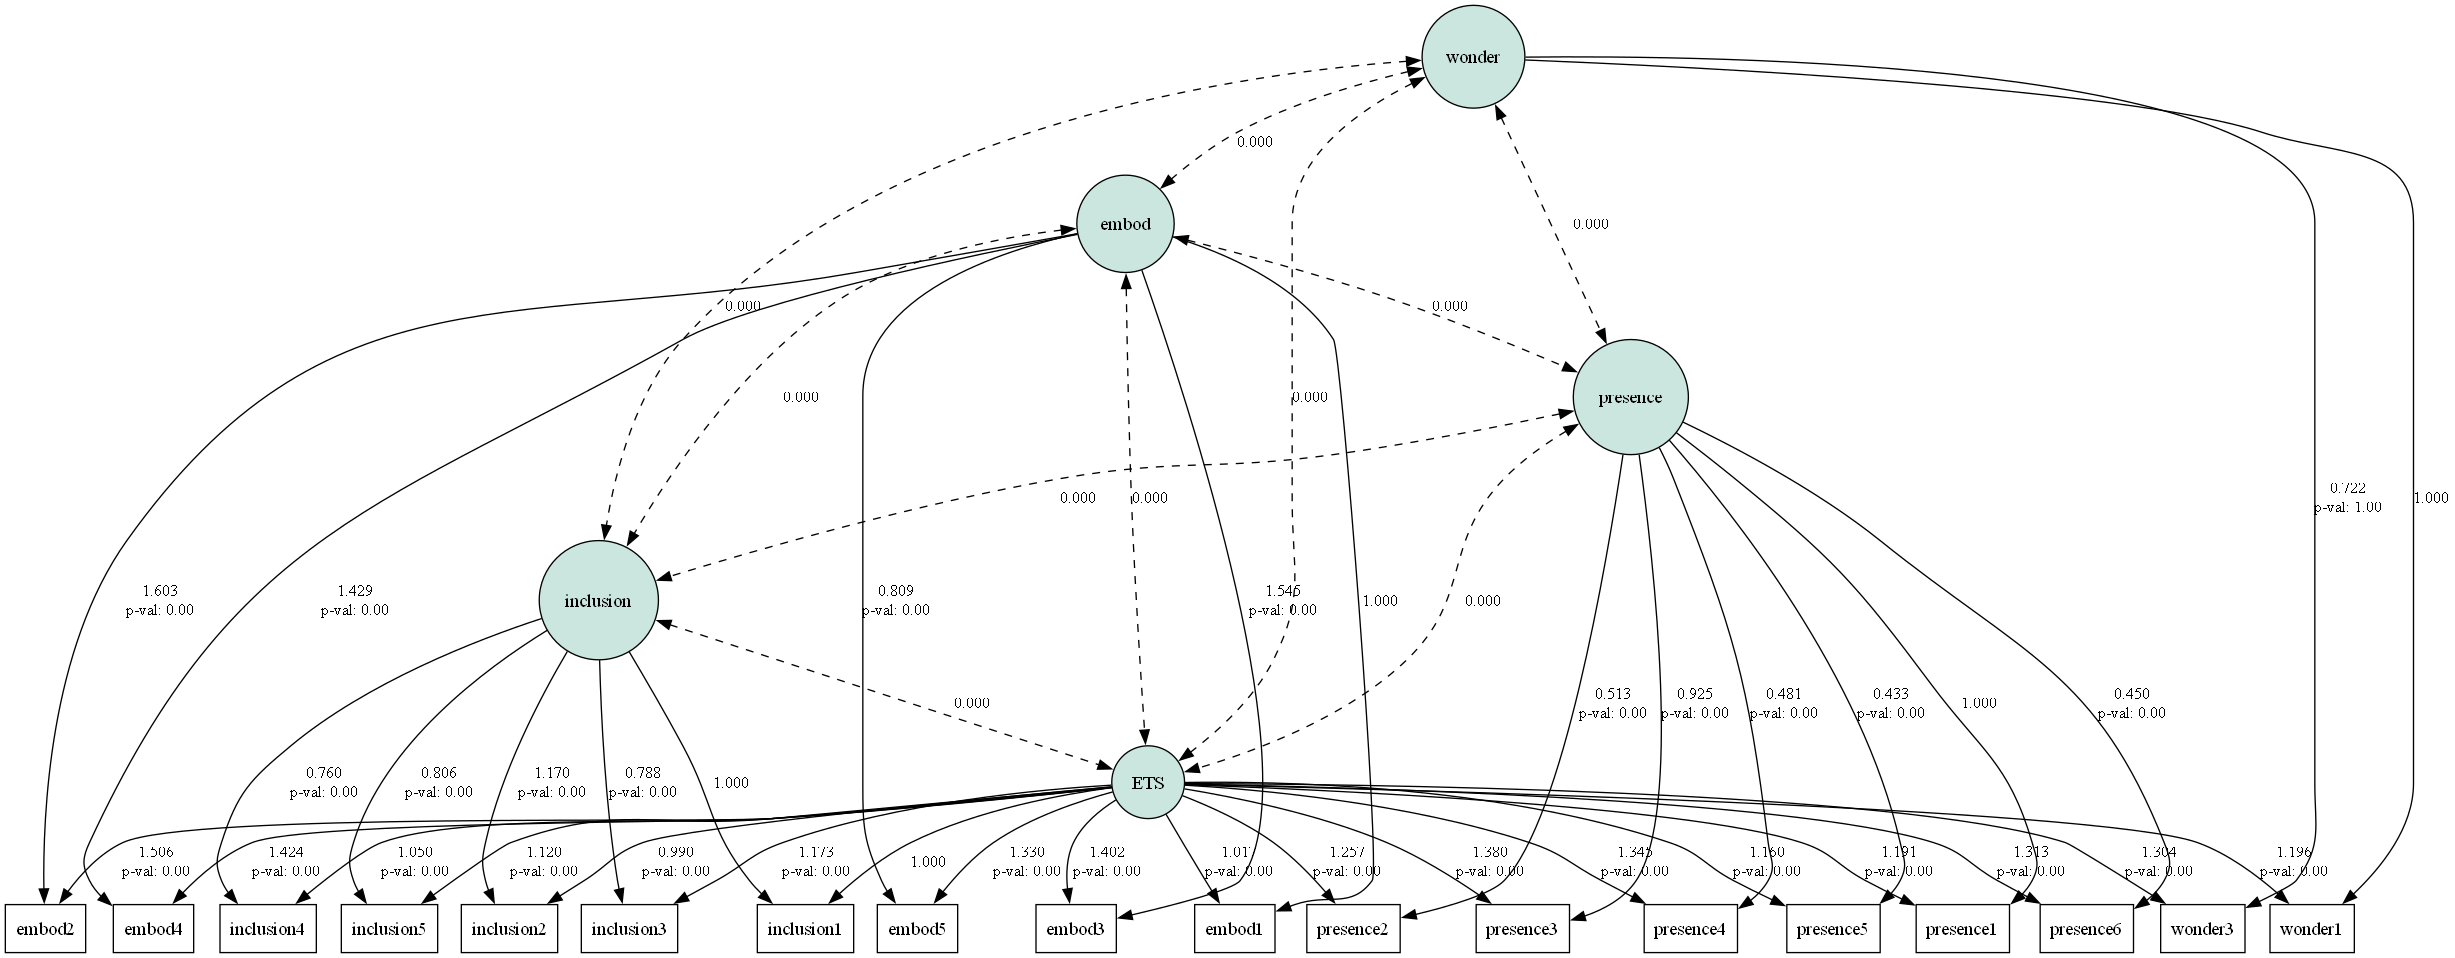 wonder
0.000
embod
0.000
0.000
0.000
presence
0.000
0.000
0.722
p-val: 1.00
1.000
0.000
0.000
1.603
p-val: 0.00
1.429
p-val: 0.00
inclusion
0.809
p-val: 0.00
1.545
p-val: 0.00
1.000
0.000
0.000
0.513
p-val: 0.00
0.925
p-val: 0.00
0.481
p-val: 0.00
0.433
p-val: 0.00
1.000
0.450
p-val: 0.00
0.760
p-val: 0.00
0.806
p-val: 0.00
1.170
p-val: 0.00
0.788
p-val: 0.00
1.000
ETS
1.506
p-val: 0.00
1.424
p-val: 0.00
1.050
p-val: 0.00
1.120
p-val: 0.00
0.990
p-val: 0.00
1.173
p-val: 0.00
1.000
1.330
p-val: 0.00
1.402
p-val: 0.00
p-val: 0.00
1.257
p-val: 0.00
1.380
p-val: 0.00
1.345
p-val: 0.00
1.160
p-val: 0.00
1.191
p-val: 0.00
1.313
p-val: 0.00
1.304
p-val: 0.00
1.196
p-val: 0.00
embod2
embod4
inclusion4
inclusion5
inclusion2
inclusion3
inclusion1
embod5
embod3
embod1
presence2
presence3
presence4
presence5
presence1
presence6
wonder3
wonder1